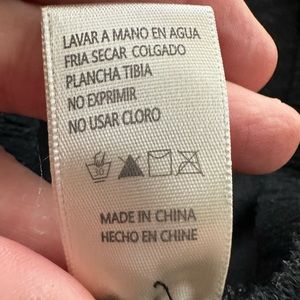 LAVAR A MANO EN AGUA
FRIA SECAR COLGADO
PLANCHA TIBIA
NO EXPRIMIR
NO USAR CLORO
30
MADE IN CHINA
HECHO EN CHINE